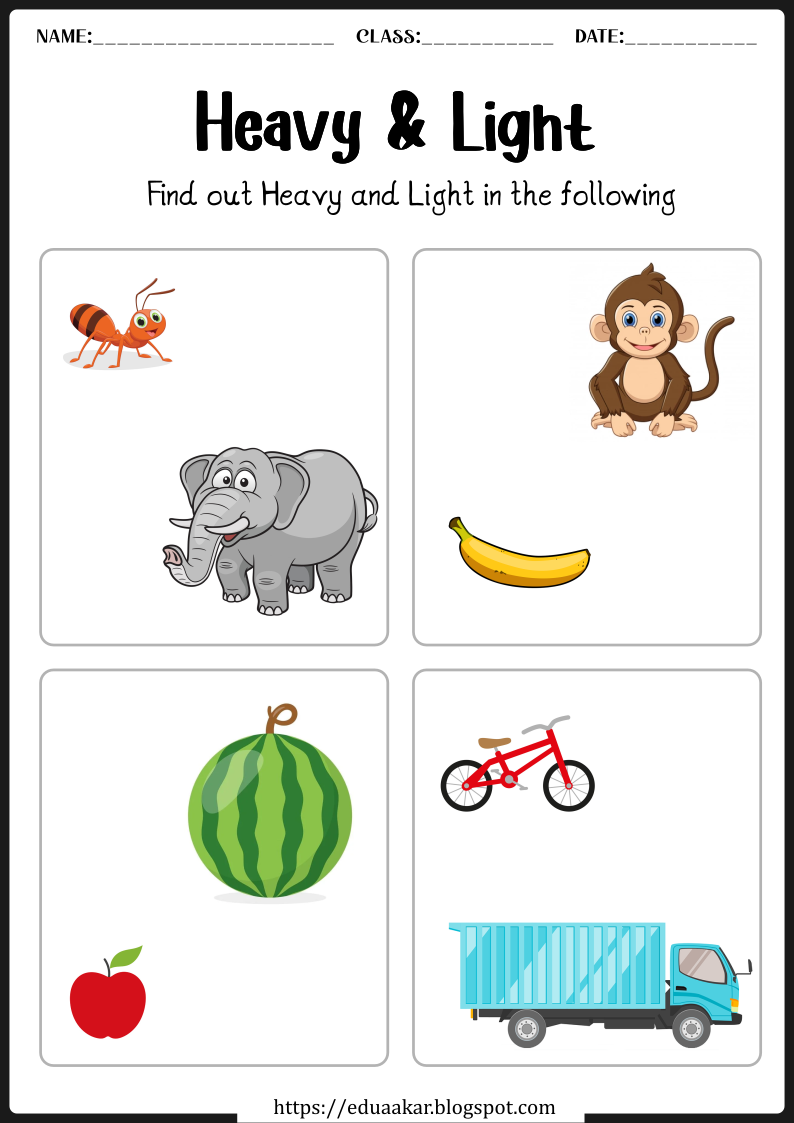 NAME:____________________ CLASS:___________ DATE:___________
Heavy & Light
Find out Heavy and Light in the following
https://eduaakar.blogspot.com